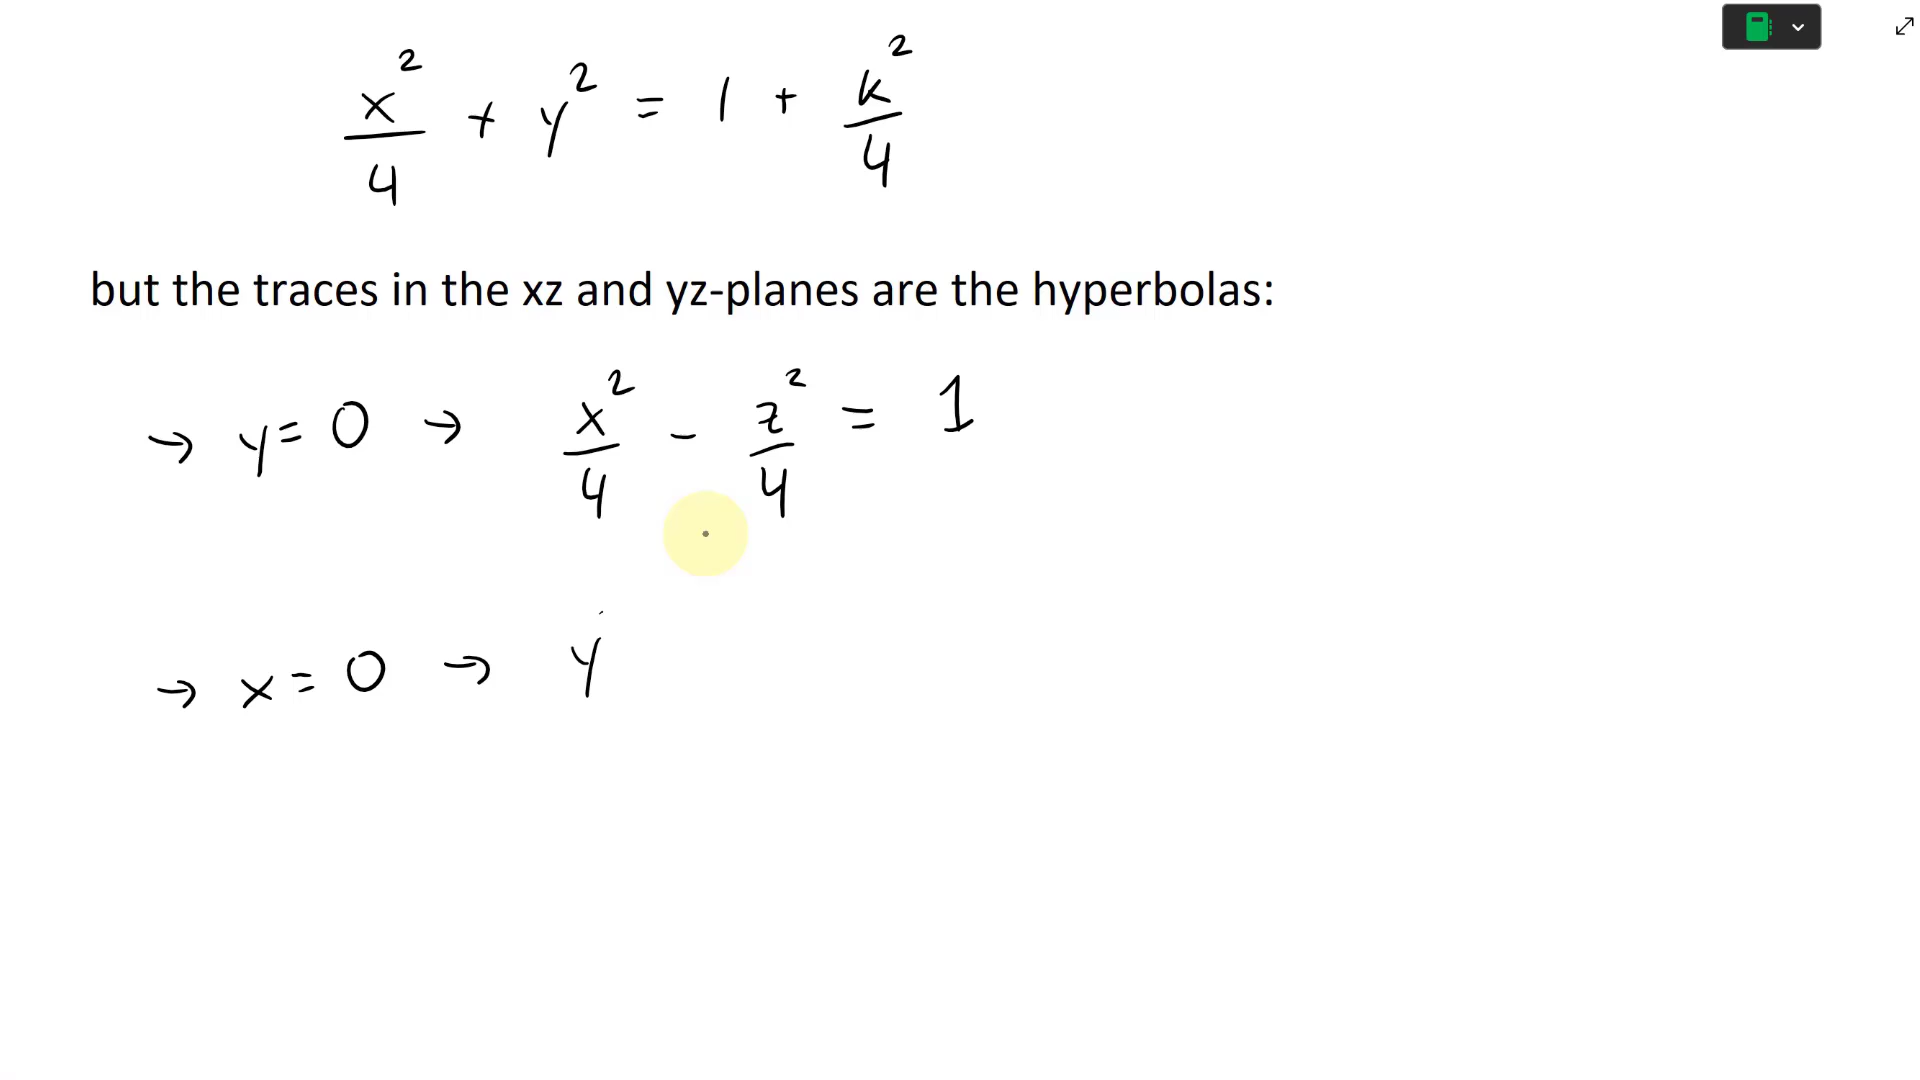 x²/4 + y² = 1 + k²/4
but the traces in the xz and yz-planes are the hyperbolas:
→ y = 0 → x²/4 - z²/4 = 1
→ x = 0 → y